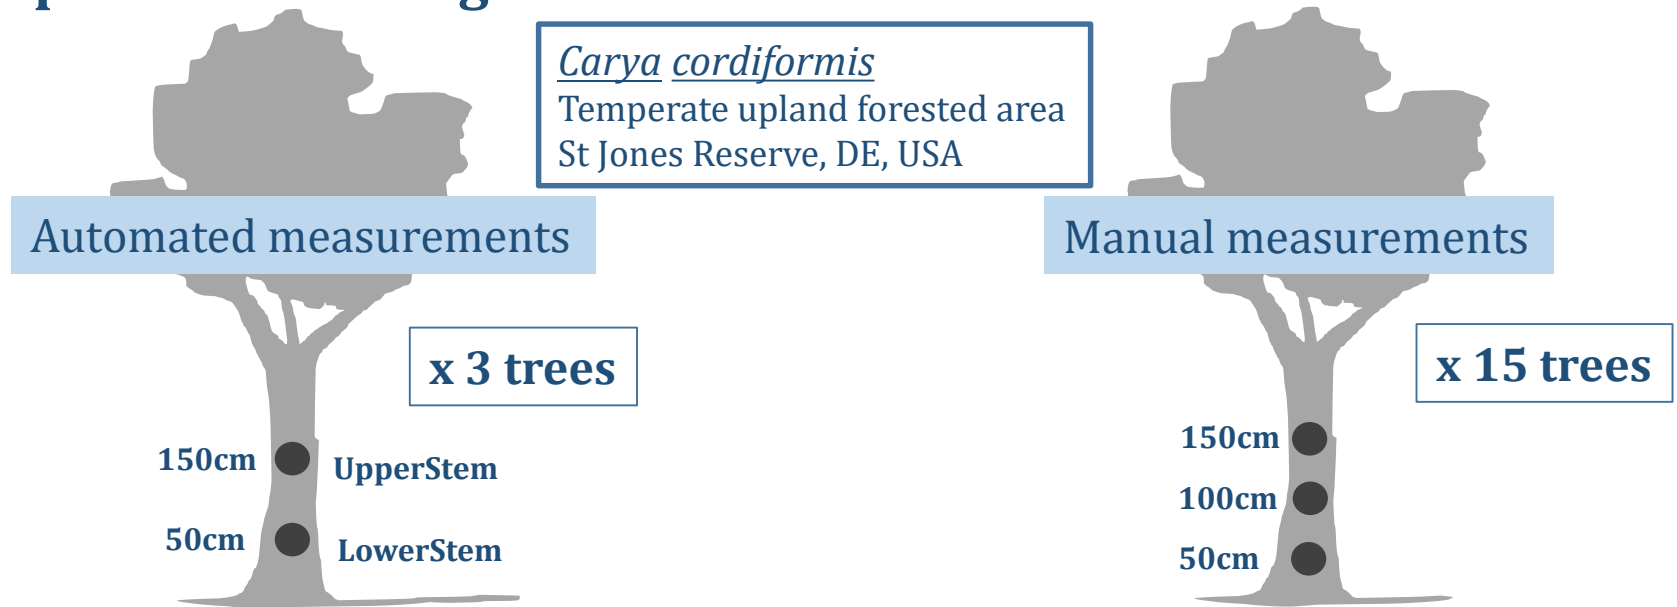 Carya cordiformis
Temperate upland forested area
St Jones Reserve, DE, USA
Automated measurements
Manual measurements
x 3 trees
x 15 trees
150cm
UpperStem
50cm
LowerStem
150cm
100cm
50cm